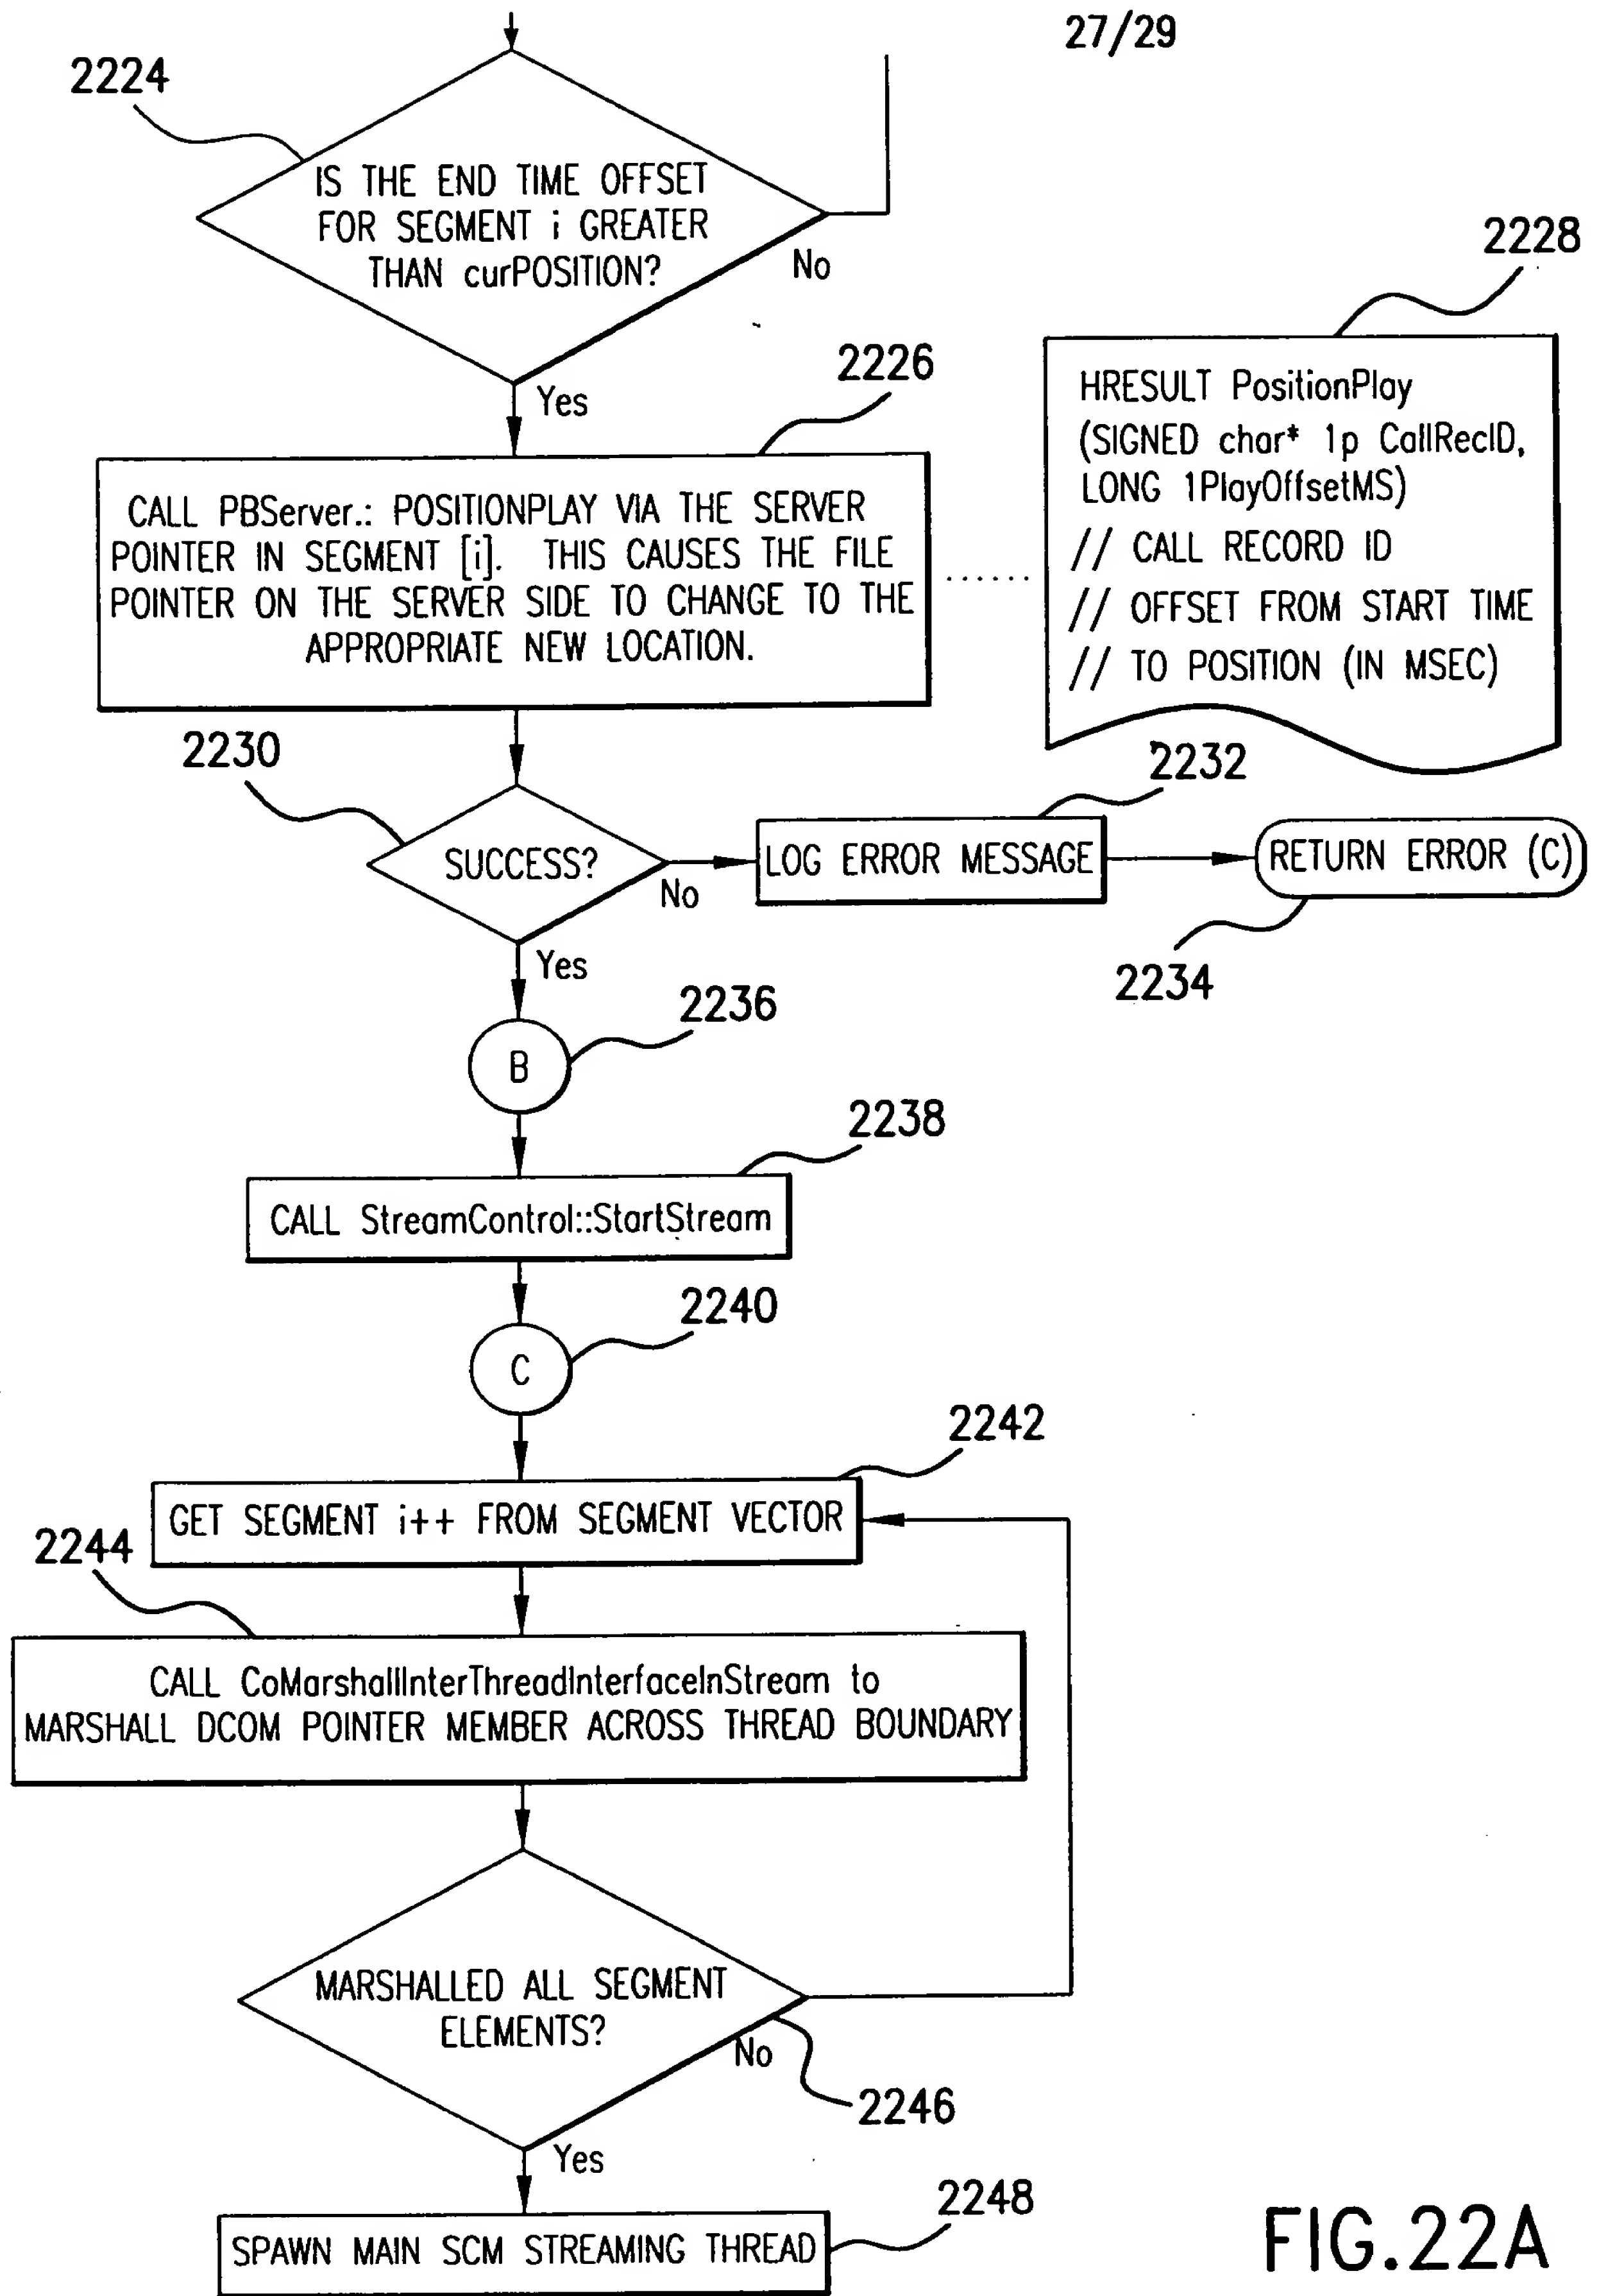 27/29
2224
IS THE END TIME OFFSET
FOR SEGMENT i GREATER
THAN curPOSITION?
No
Yes
2226
CALL PBServer.: POSITIONPLAY VIA THE SERVER
POINTER IN SEGMENT [i]. THIS CAUSES THE FILE
POINTER ON THE SERVER SIDE TO CHANGE TO THE
APPROPRIATE NEW LOCATION.
2228
HRESULT PositionPlay
(SIGNED char* 1p CallRecID,
LONG 1PlayOffsetMS)
// CALL RECORD ID
// OFFSET FROM START TIME
// TO POSITION (IN MSEC)
2230
SUCCESS?
No
Yes
2232
LOG ERROR MESSAGE
RETURN ERROR (C)
2234
2236
B
2238
CALL StreamControl::StartStream
2240
C
2242
GET SEGMENT i++ FROM SEGMENT VECTOR
2244
CALL CoMarshallInterThreadInterfaceInStream to
MARSHALL DCOM POINTER MEMBER ACROSS THREAD BOUNDARY
MARSHALLED ALL SEGMENT
ELEMENTS?
No
2246
Yes
2248
SPAWN MAIN SCM STREAMING THREAD
FIG.22A